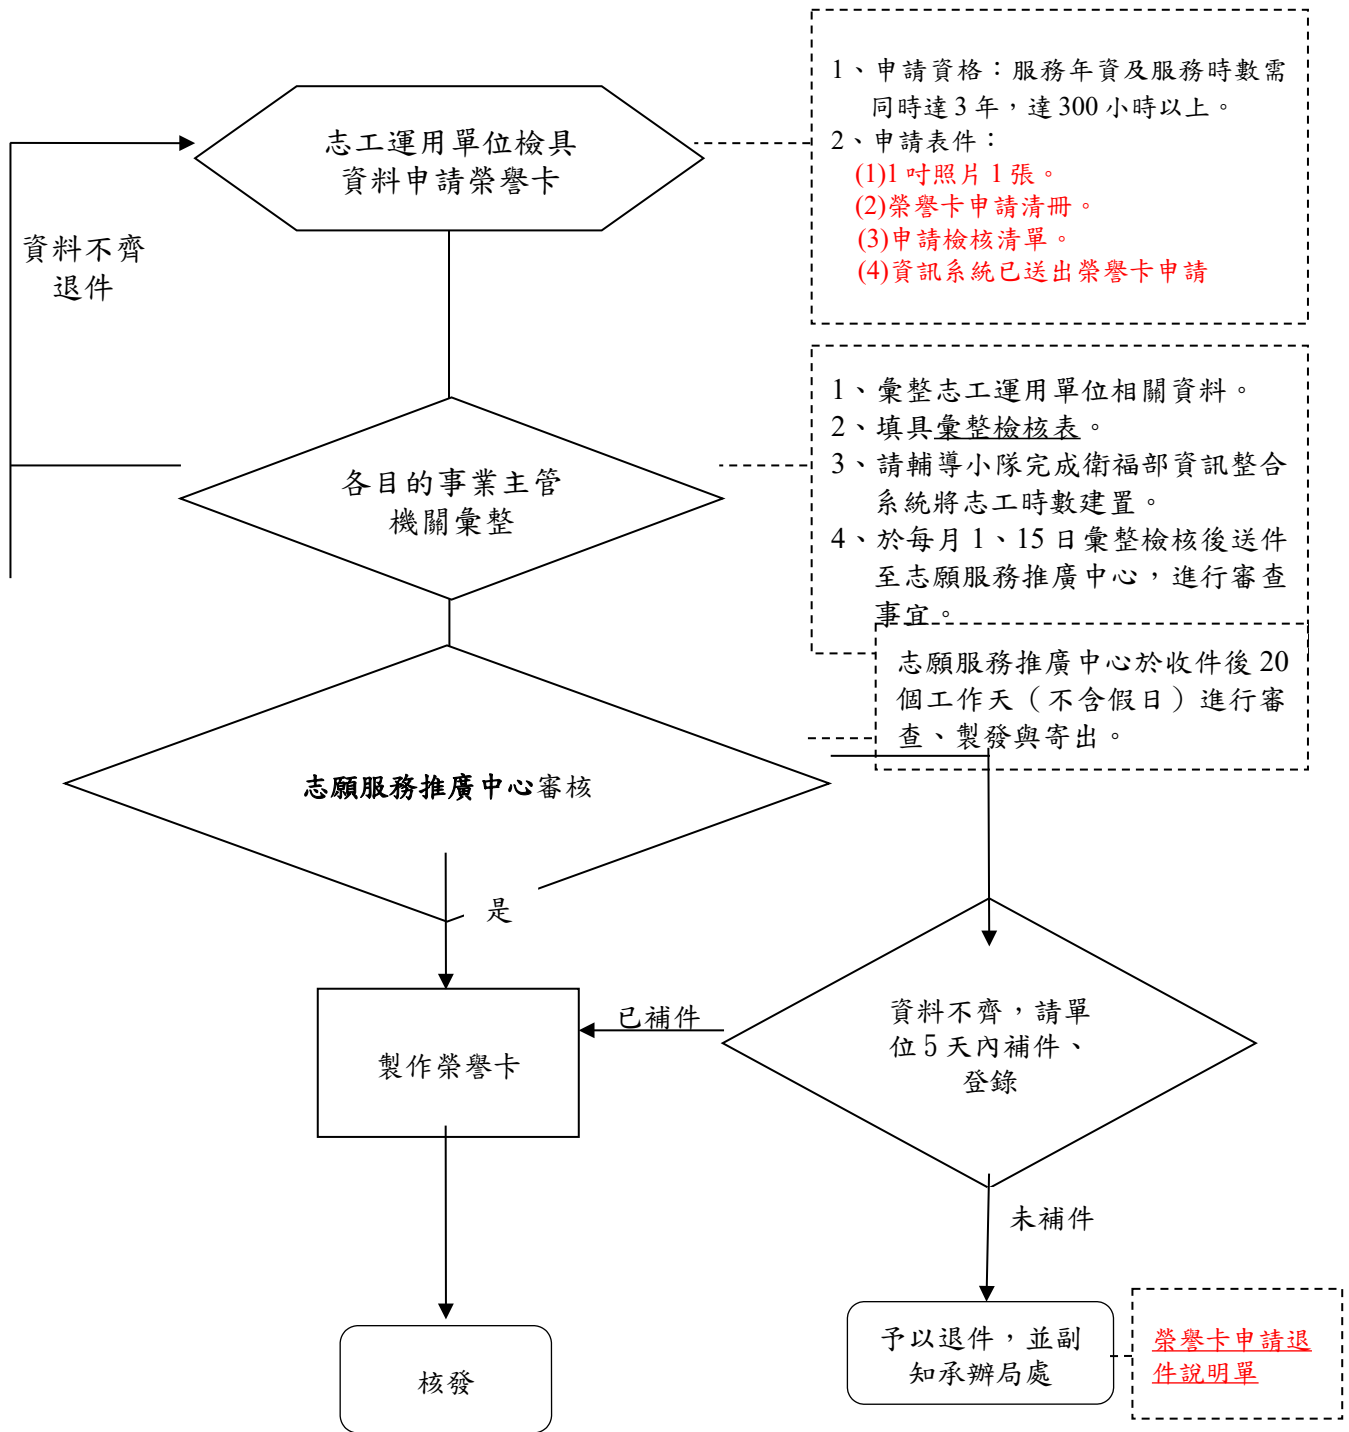 1、申請資格：服務年資及服務時數需
同時達 3 年，達 300 小時以上。
2、申請表件：
(1)1 吋照片 1 張。
(2)榮譽卡申請清冊。
(3)申請檢核清單。
(4)資訊系統已送出榮譽卡申請
志工運用單位檢具
資料申請榮譽卡
資料不齊
退件
1、彙整志工運用單位相關資料。
2、填具彙整檢核表。
3、請輔導小隊完成衛福部資訊整合
系統將志工時數建置。
4、於每月 1、15 日彙整檢核後送件
至志願服務推廣中心，進行審查
事宜。
各目的事業主管
機關彙整
志願服務推廣中心於收件後 20
個工作天（不含假日）進行審
查、製發與寄出。
志願服務推廣中心審核
是
資料不齊，請單
位 5 天內補件、
登錄
已補件
製作榮譽卡
未補件
予以退件，並副
知承辦局處
榮譽卡申請退
件說明單
核發